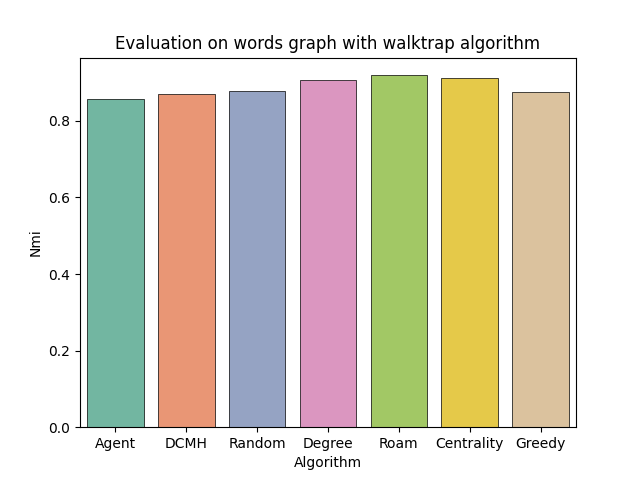 Evaluation on words graph with walktrap algorithm
0.8
0.6
0.4
0.2
0.0
Nmi
Agent DCMH Random Degree Roam Centrality Greedy
Algorithm